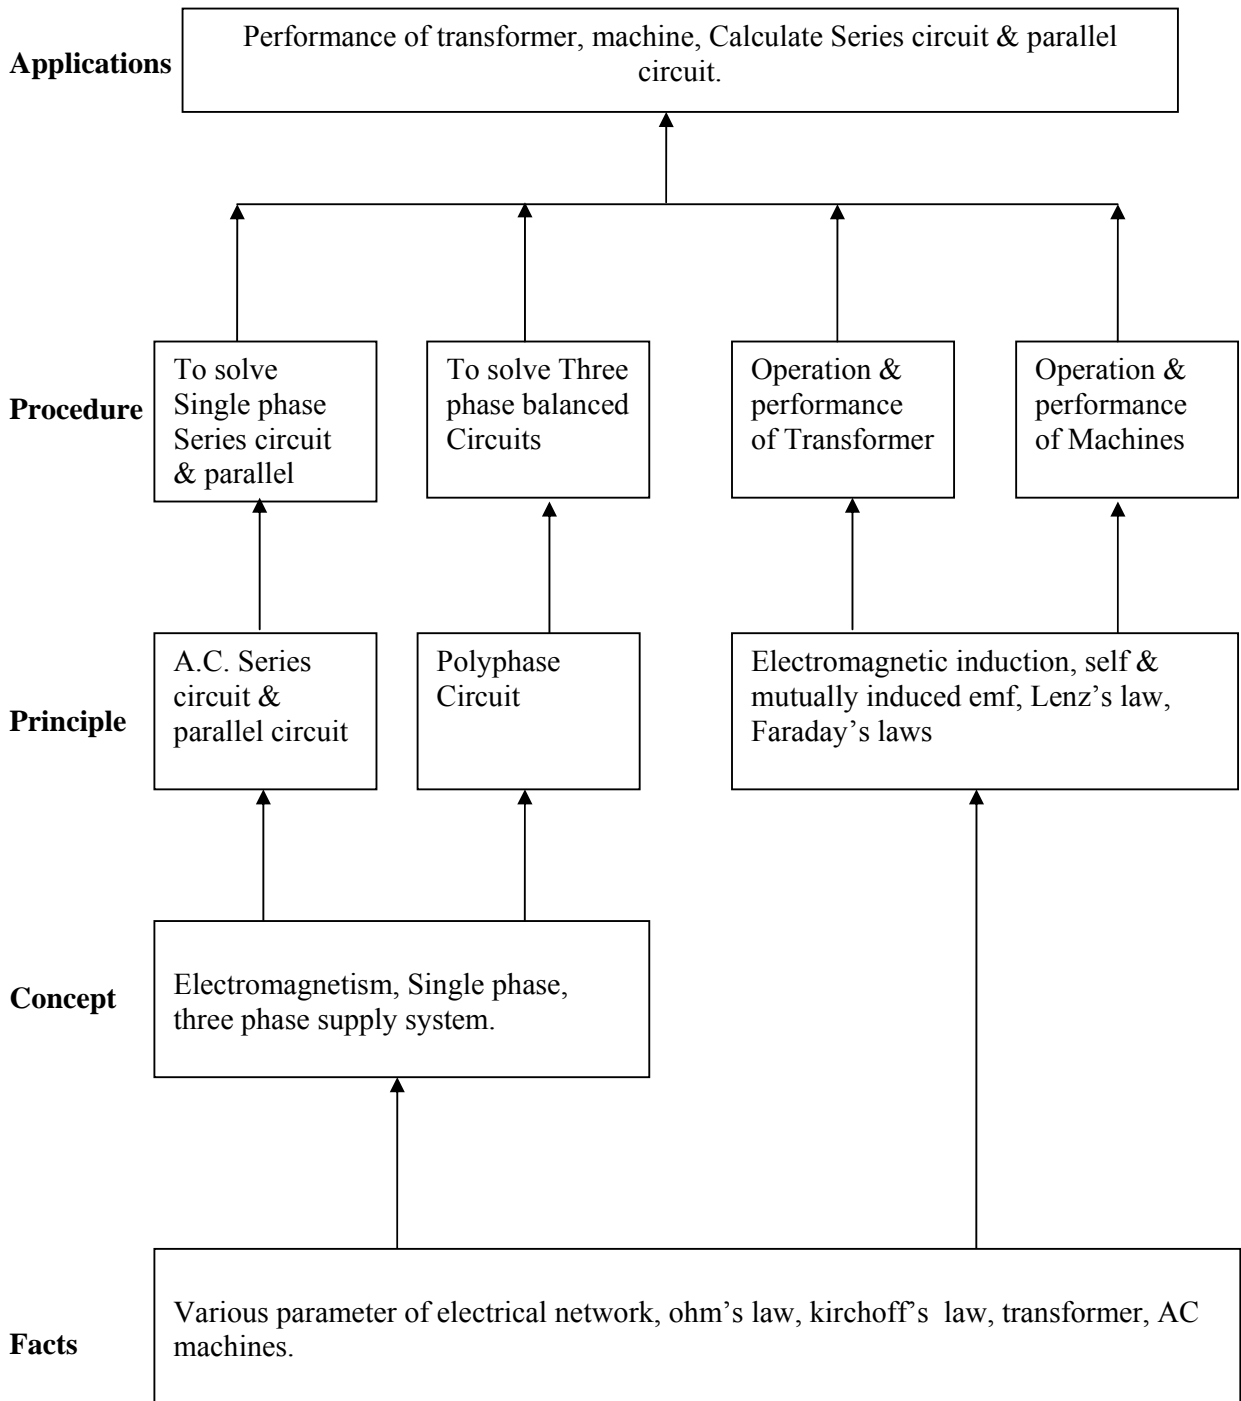 Applications
Performance of transformer, machine, Calculate Series circuit & parallel
circuit.
Procedure
To solve
Single phase
Series circuit
& parallel
To solve Three
phase balanced
Circuits
Operation &
performance
of Transformer
Operation &
performance
of Machines
Principle
A.C. Series
circuit &
parallel circuit
Polyphase
Circuit
Electromagnetic induction, self &
mutually induced emf, Lenz’s law,
Faraday’s laws
Concept
Electromagnetism, Single phase,
three phase supply system.
Facts
Various parameter of electrical network, ohm’s law, kirchoff’s  law, transformer, AC
machines.